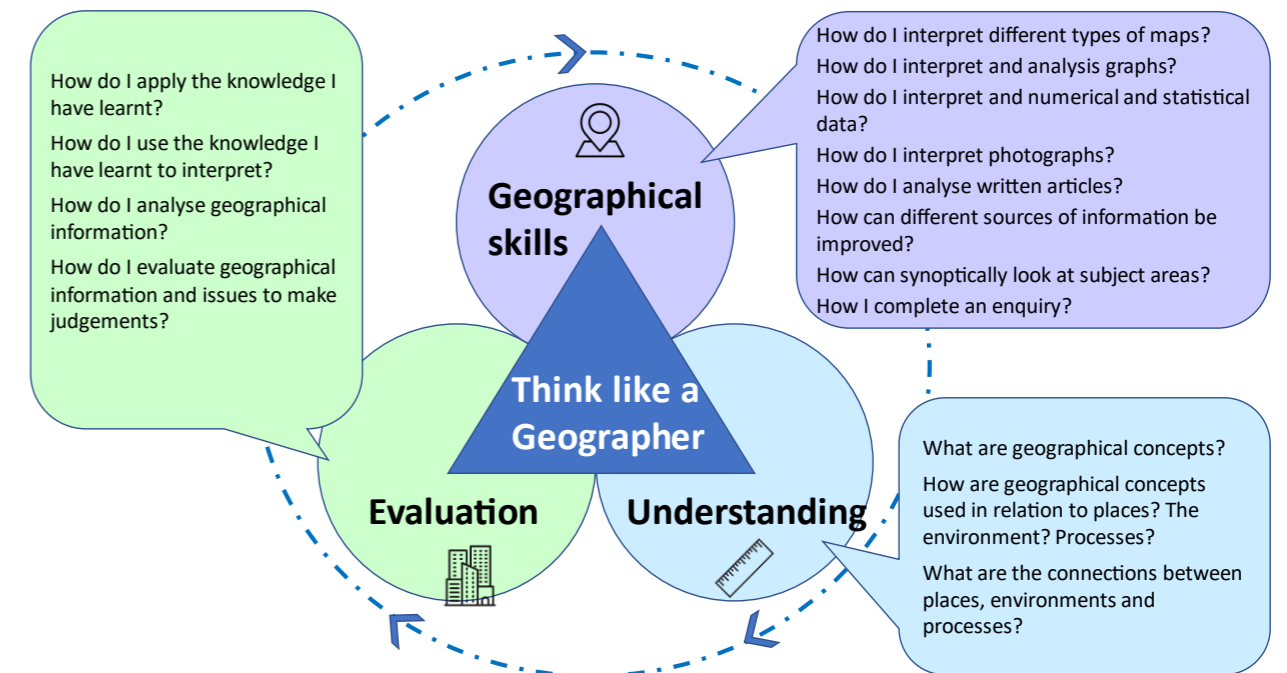 How do I apply the knowledge I
have learnt?
How do I use the knowledge I
have learnt to interpret?
How do I analyse geographical
information?
How do I evaluate geographical
information and issues to make
judgements?
How do I interpret different types of maps?
How do I interpret and analysis graphs?
How do I interpret and numerical and statistical
data?
How do I interpret photographs?
How do I analyse written articles?
How can different sources of information be
improved?
How can synoptically look at subject areas?
How I complete an enquiry?
Geographical
skills
Think like a
Geographer
Evaluation
Understanding
What are geographical concepts?
How are geographical concepts
used in relation to places? The
environment? Processes?
What are the connections between
places, environments and
processes?